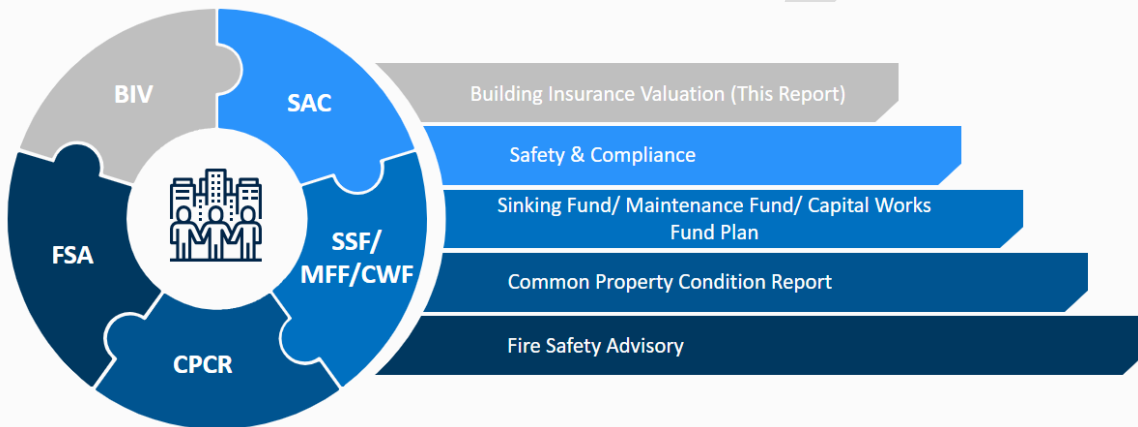 BIV
SAC
SSF/
MFF/CWF
CPCR
FSA
Building Insurance Valuation (This Report)
Safety & Compliance
Sinking Fund/ Maintenance Fund/ Capital Works
Fund Plan
Common Property Condition Report
Fire Safety Advisory